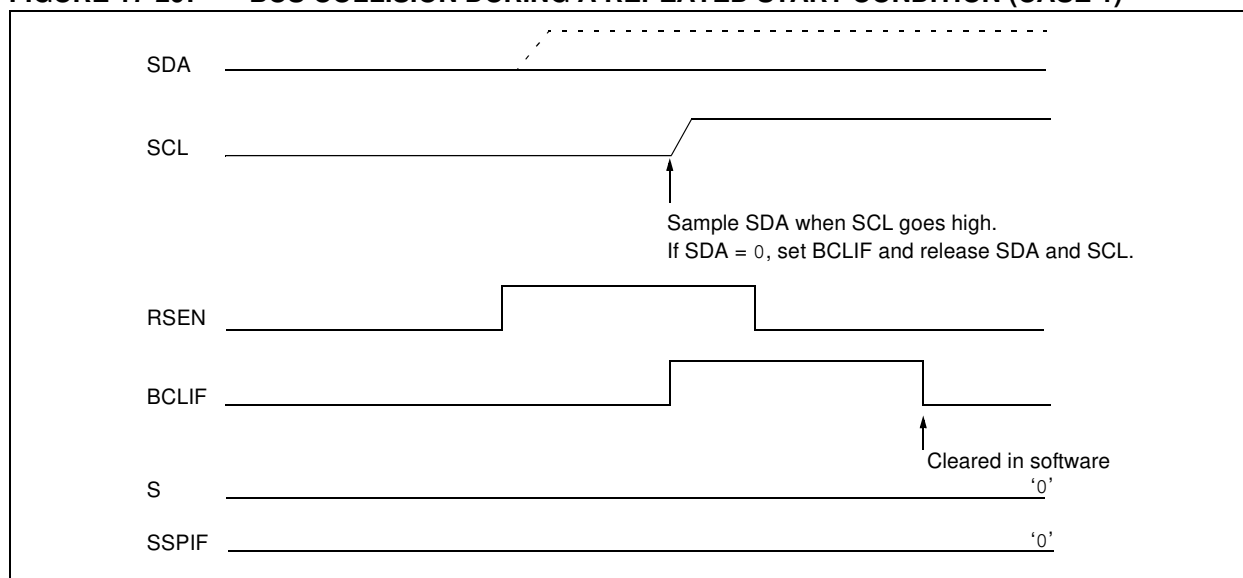 SDA
SCL
Sample SDA when SCL goes high.
If SDA = 0, set BCLIF and release SDA and SCL.
RSEN
BCLIF
Cleared in software
S
‘0’
SSPIF
‘0’